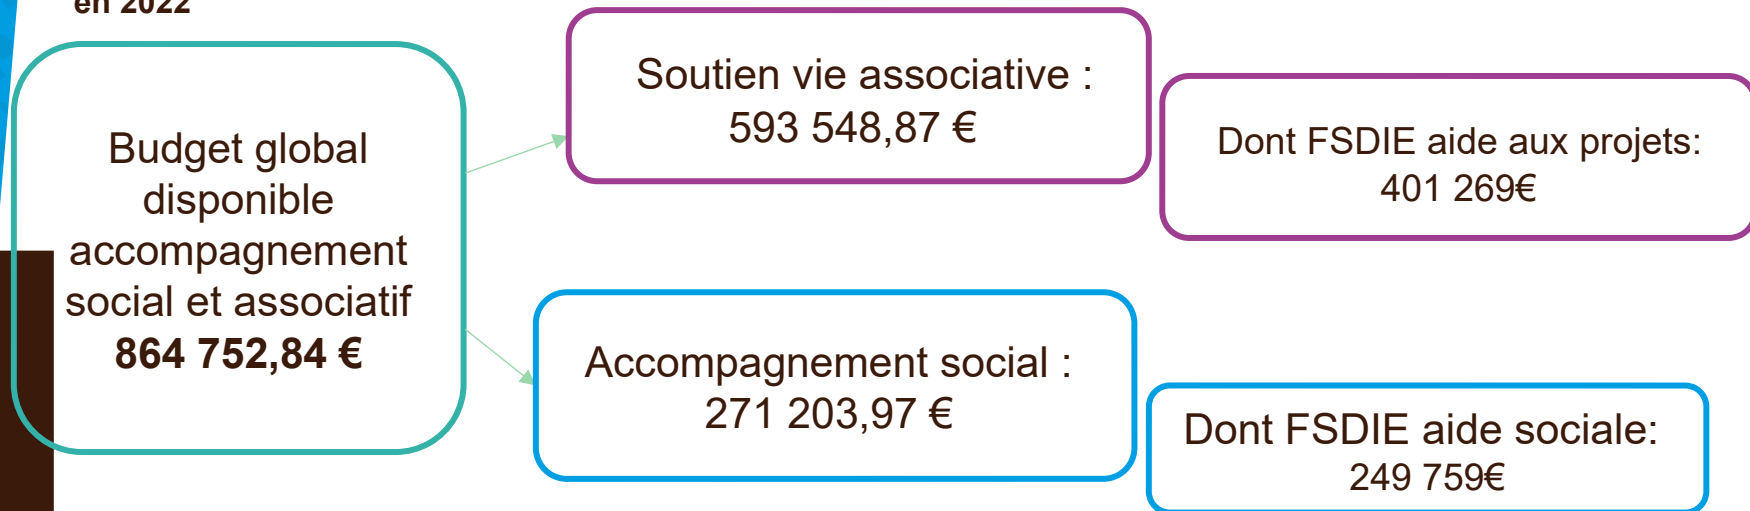 en 2022
Budget global
disponible
accompagnement
social et associatif
864 752,84 €
Soutien vie associative :
593 548,87 €
Dont FSDIE aide aux projets:
401 269€
Accompagnement social :
271 203,97 €
Dont FSDIE aide sociale:
249 759€